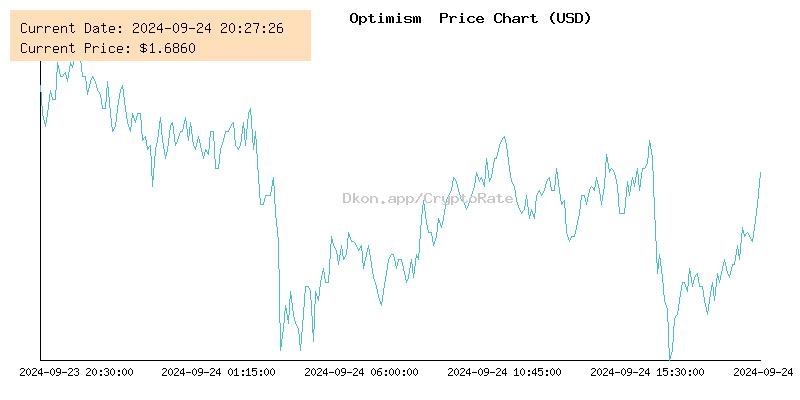 Optimism  Price Chart (USD)
Current Date: 2024-09-24 20:27:26
Current Price: $1.6860
Dkon.app/CryptoRate
2024-09-23 20:30:00 2024-09-24 01:15:00 2024-09-24 06:00:00 2024-09-24 10:45:00 2024-09-24 15:30:00 2024-09-24